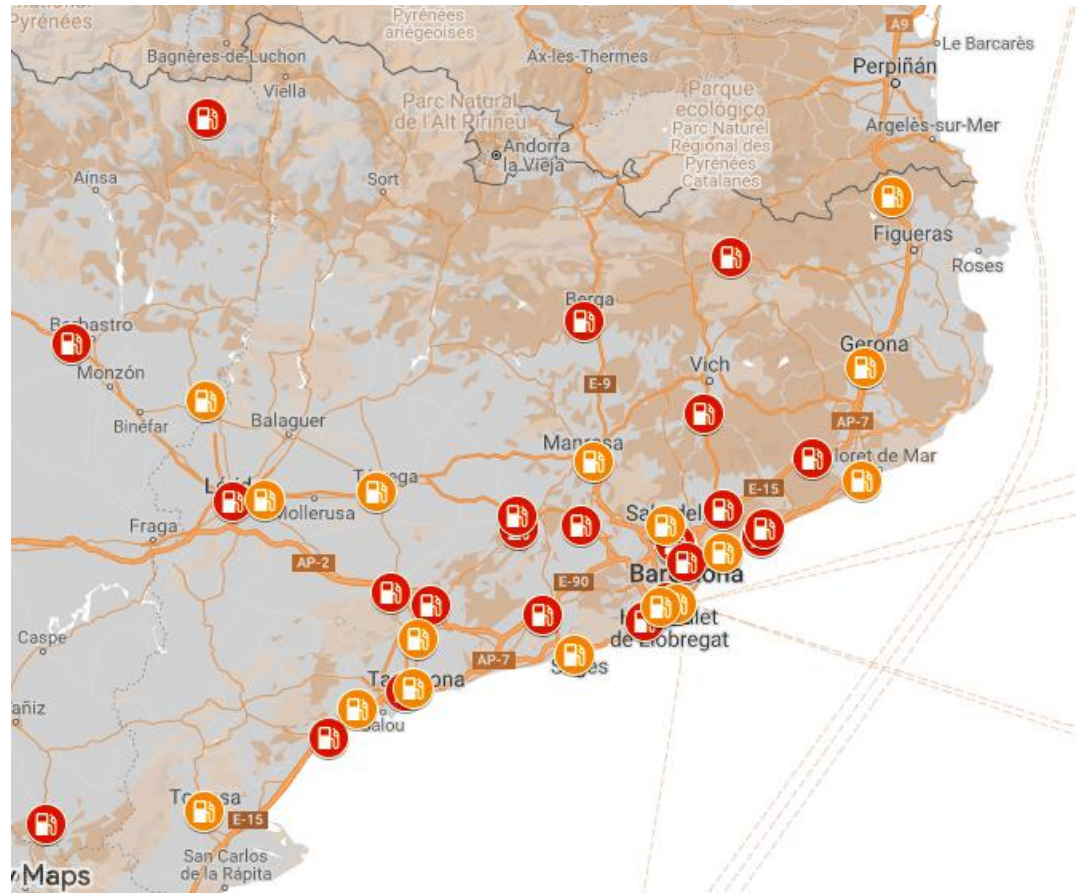 Pyrénées
Pyrénées
ariégeoises
A9
Le Barcarès
Bagnères-de-Luchon
Ax-les-Thermes
Perpiñán
Viella
Parque
ecológico
Parc Natural
de l'Alt Pirineu
Parc Naturel
Régional des
Pyrénées
Catalanes
Argelès-sur-Mer
Andorra
la Vieja
Aínsa
Sort
Figueras
Roses
Berga
Gerona
Monzón
Vich
E-9
Binéfar
Balaguer
AP-7
Manresa
loret de Mar
E-15
Mollerusa
Fraga
AP-2
Barcelona
E-90
Caspe
de Llobregat
AP-7
E-15
San Carlos
de la Rápita
Maps